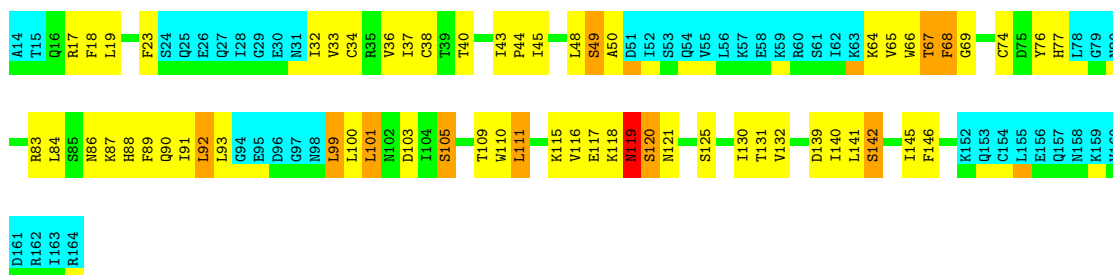 A14 T15 Q16 R17 F18 L19 F23 S24 Q25 E26 Q27 I28 G29 E30 N31 I32 V33 C34 R35 V36 I37 C38 T39 T40 I43 P44 I45 L48 S49 A50 D51 I52 S53 Q54 V55 L56 K57 E58 K59 R60 S61 I62 K63 K64 V65 W66 T67 F68 G69 C74 D75 Y76 H77 L78 G79
R83 L84 S85 N86 K87 H88 F89 Q90 I91 L92 L93 G94 E95 D96 G97 N98 L99 L100 L101 N102 D103 I104 S105 T109 W110 L111 K115 V116 E117 K118 N119 S120 N121 S125 I130 T131 V132 D139 I140 L141 S142 I145 F146 K152 Q153 C154 L155 E156 Q157 N158 K159
D161 R162 I163 R164